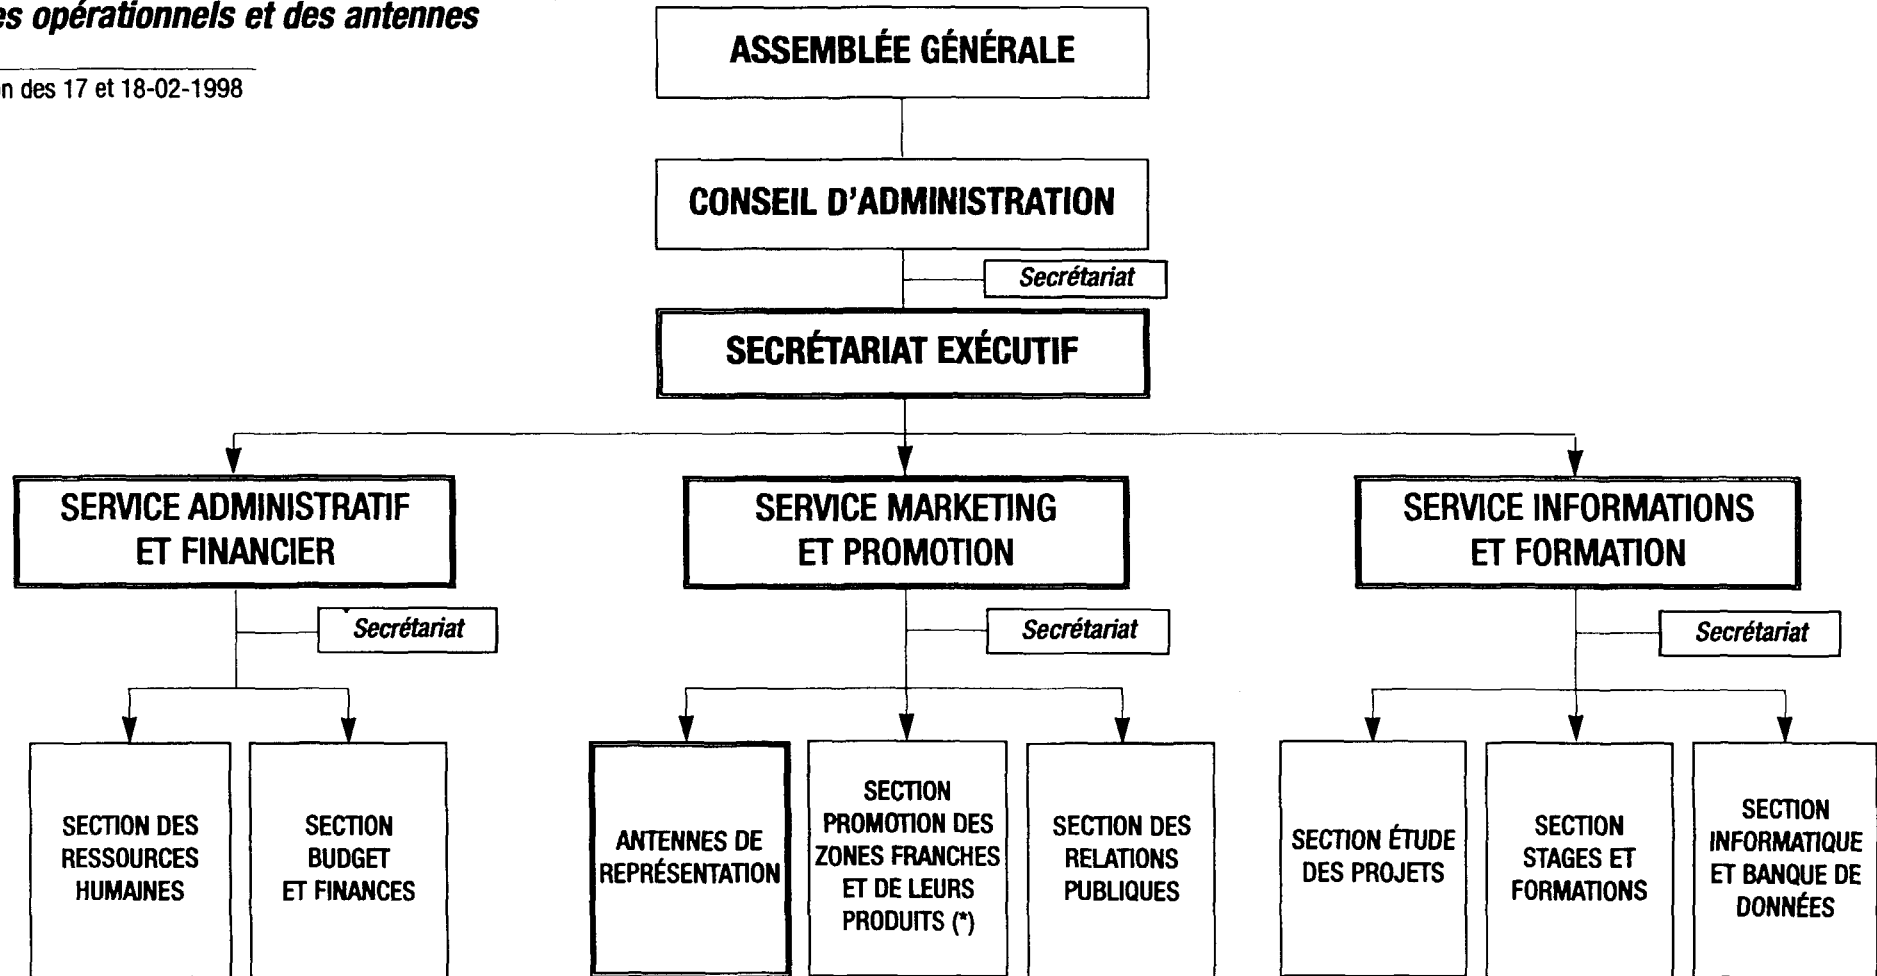 es opérationnels et des antennes
n des 17 et 18-02-1998
ASSEMBLÉE GÉNÉRALE
CONSEIL D'ADMINISTRATION
Secrétariat
SECRÉTARIAT EXÉCUTIF
SERVICE ADMINISTRATIF
ET FINANCIER
Secrétariat
SERVICE MARKETING
ET PROMOTION
Secrétariat
SERVICE INFORMATIONS
ET FORMATION
Secrétariat
SECTION DES
RESSOURCES
HUMAINES
SECTION
BUDGET
ET FINANCES
ANTENNES DE
REPRÉSENTATION
SECTION
PROMOTION DES
ZONES FRANCHES
ET DE LEURS
PRODUITS (*)
SECTION DES
RELATIONS
PUBLIQUES
SECTION ÉTUDE
DES PROJETS
SECTION
STAGES ET
FORMATIONS
SECTION
INFORMATIQUE
ET BANQUE DE
DONNÉES